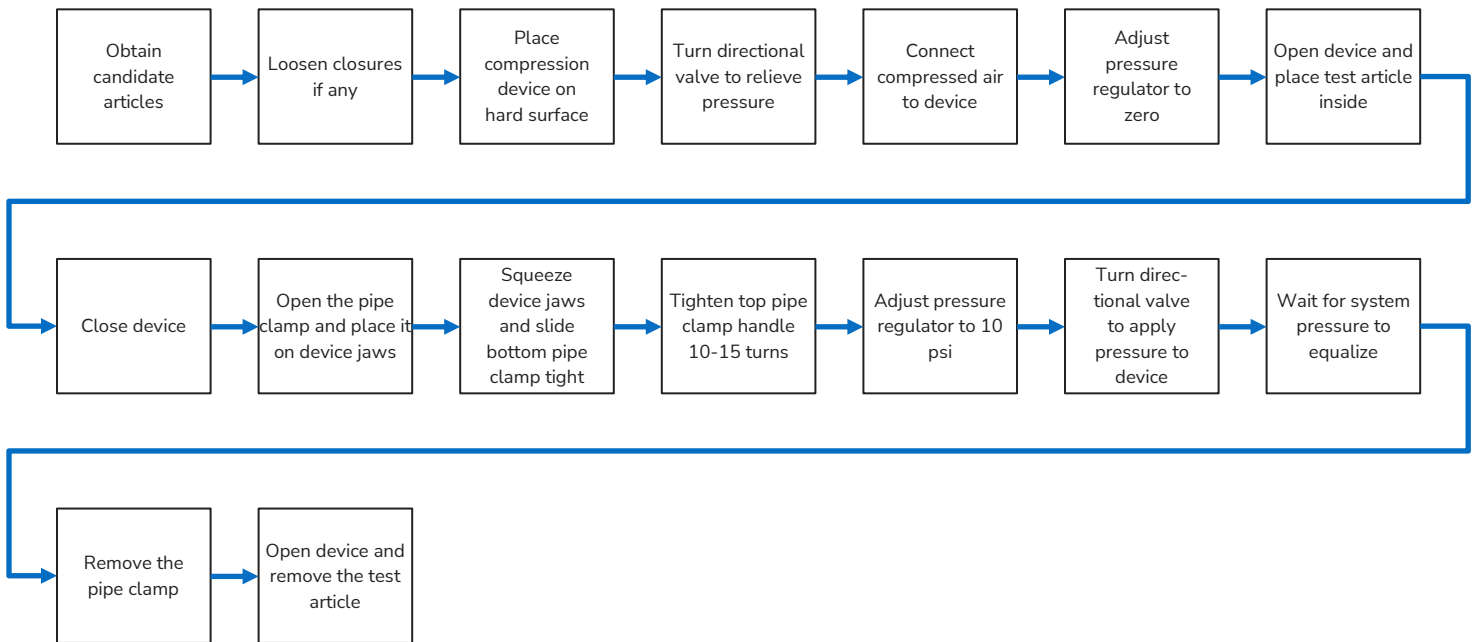 Obtain
candidate
articles
Loosen closures
if any
Place
compression
device on
hard surface
Turn directional
valve to relieve
pressure
Connect
compressed air
to device
Adjust
pressure
regulator to
zero
Open device and
place test article
inside
Close device
Open the pipe
clamp and place it
on device jaws
Squeeze
device jaws
and slide
bottom pipe
clamp tight
Tighten top pipe
clamp handle
10-15 turns
Adjust pressure
regulator to 10
psi
Turn direc-
tional valve
to apply
pressure to
device
Wait for system
pressure to
equalize
Remove the
pipe clamp
Open device and
remove the test
article